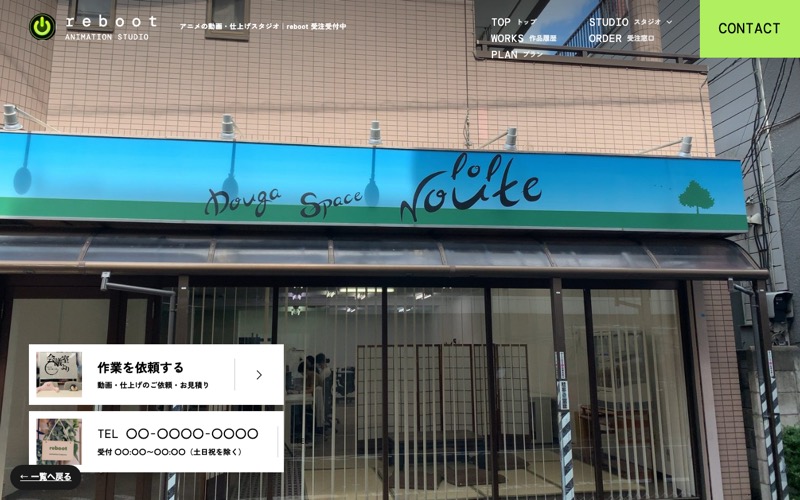 reboot
ANIMATION STUDIO
アニメの動画・仕上げスタジオ｜reboot 受注受付中
TOP トップ
STUDIO スタジオ
WORKS 作品履歴
ORDER 受注窓口
PLAN プラン
CONTACT
Douga Space Noute
作業を依頼する
動画・仕上げのご依頼・お見積り
TEL 〇〇-〇〇〇〇-〇〇〇〇
受付 〇〇:〇〇〜〇〇:〇〇（土日祝を除く）
reboot
← 一覧へ戻る